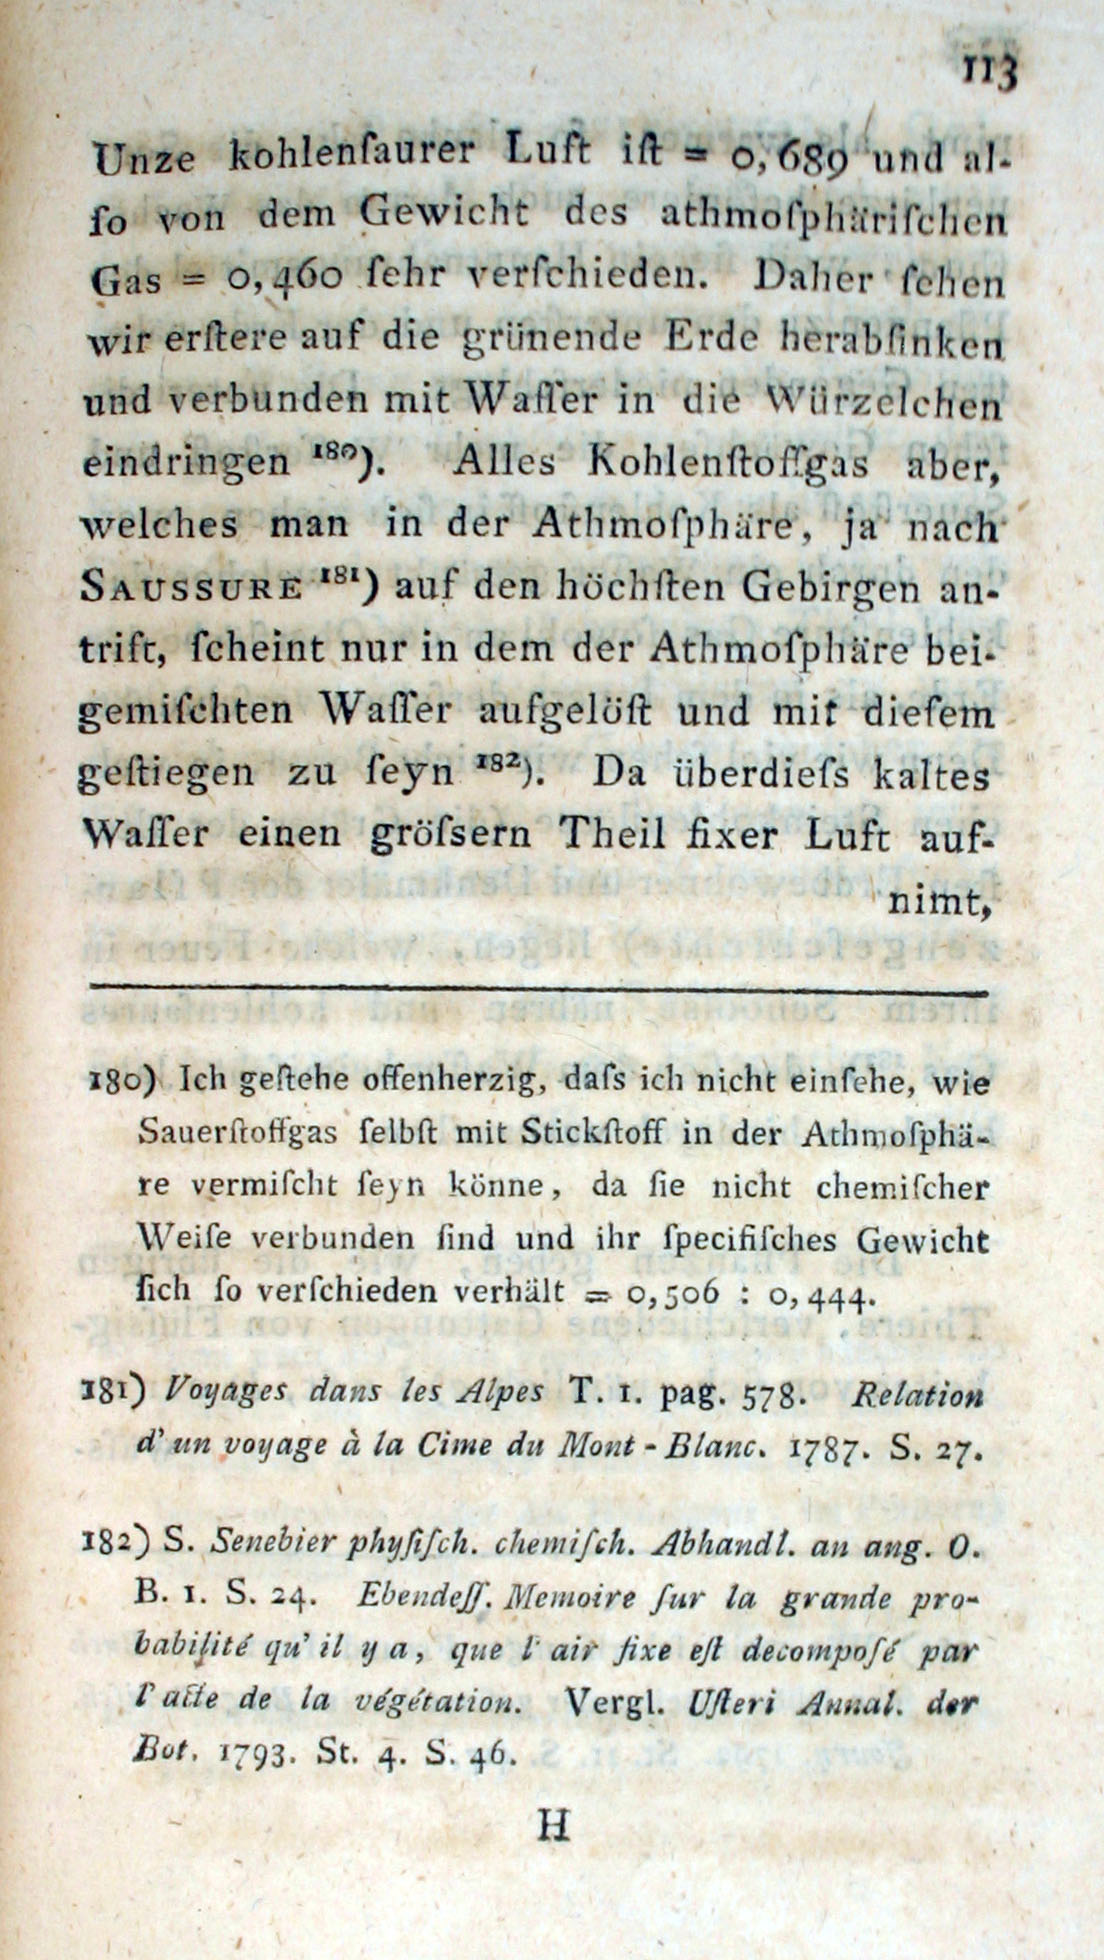 113
Unze kohlenſaurer Luft iſt = 0,689 und al-
ſo von dem Gewicht des athmoſphäriſchen
Gas = 0,460 ſehr verſchieden. Daher ſehen
wir erſtere auf die grünende Erde herabſinken
und verbunden mit Waſſer in die Würzelchen
eindringen ¹⁸⁰). Alles Kohlenſtoffgas aber,
welches man in der Athmoſphäre, ja nach
SAUSSURE ¹⁸¹) auf den höchſten Gebirgen an-
trift, ſcheint nur in dem der Athmoſphäre bei-
gemiſchten Waſſer aufgelöſt und mit dieſem
geſtiegen zu ſeyn ¹⁸²). Da überdieſs kaltes
Waſſer einen gröſsern Theil fixer Luft auf-
nimt,
180) Ich geſtehe offenherzig, daſs ich nicht einſehe, wie
Sauerſtoffgas ſelbſt mit Stickſtoff in der Athmoſphä-
re vermiſcht ſeyn könne, da ſie nicht chemiſcher
Weiſe verbunden ſind und ihr ſpecifiſches Gewicht
ſich ſo verſchieden verhält = 0,506 : 0,444.
181) Voyages dans les Alpes T. 1. pag. 578. Relation
d' un voyage à la Cime du Mont-Blanc. 1787. S. 27.
182) S. Senebier phyſiſch. chemiſch. Abhandl. an ang. O.
B. 1. S. 24. Ebendeſſ. Memoire ſur la grande pro-
babilité qu' il y a, que l' air fixe eſt decompoſé par
l' acte de la végétation. Vergl. Uſteri Annal. der
Bot. 1793. St. 4. S. 46.
H